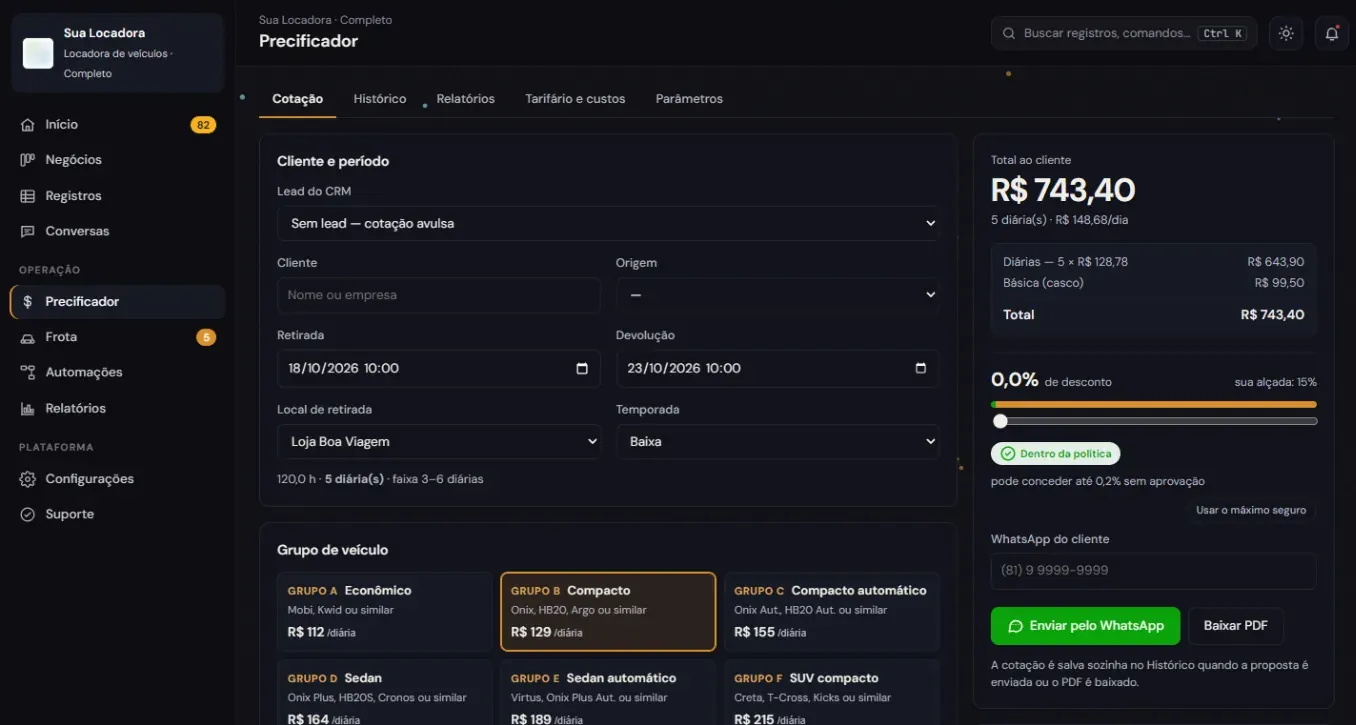 Sua Locadora
Locadora de veículos ·
Completo
Início
82
Negócios
Registros
Conversas
OPERAÇÃO
Precificador
Frota
5
Automações
Relatórios
PLATAFORMA
Configurações
Suporte
Sua Locadora · Completo
Precificador
Buscar registros, comandos... Ctrl K
Cotação Histórico Relatórios Tarifário e custos Parâmetros
Cliente e período
Lead do CRM
Sem lead — cotação avulsa
Cliente Origem
Nome ou empresa —
Retirada Devolução
18/10/2026 10:00 23/10/2026 10:00
Local de retirada Temporada
Loja Boa Viagem Baixa
120,0 h · 5 diária(s) · faixa 3–6 diárias
Grupo de veículo
GRUPO A Econômico
Mobi, Kwid ou similar
R$ 112 /diária
GRUPO B Compacto
Onix, HB20, Argo ou similar
R$ 129 /diária
GRUPO C Compacto automático
Onix Aut., HB20 Aut. ou similar
R$ 155 /diária
GRUPO D Sedan
Onix Plus, HB20S, Cronos ou similar
R$ 164 /diária
GRUPO E Sedan automático
Virtus, Onix Plus Aut. ou similar
R$ 189 /diária
GRUPO F SUV compacto
Creta, T-Cross, Kicks ou similar
R$ 215 /diária
Total ao cliente
R$ 743,40
5 diária(s) · R$ 148,68/dia
Diárias — 5 × R$ 128,78 R$ 643,90
Básica (casco) R$ 99,50
Total R$ 743,40
0,0% de desconto sua alçada: 15%
Dentro da política
pode conceder até 0,2% sem aprovação
Usar o máximo seguro
WhatsApp do cliente
(81) 9 9999-9999
Enviar pelo WhatsApp Baixar PDF
A cotação é salva sozinha no Histórico quando a proposta é
enviada ou o PDF é baixado.